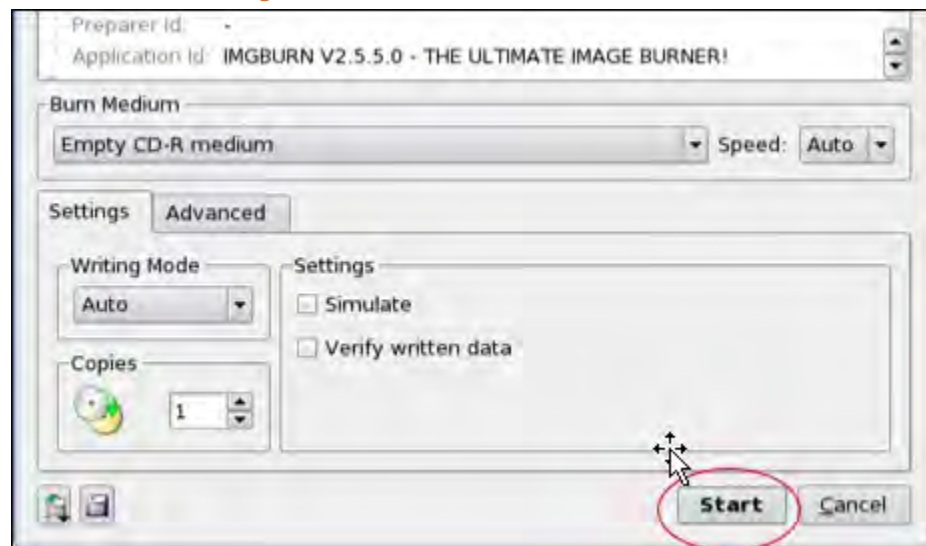 Preparer Id: -
Application Id: IMGBURN V2.5.5.0 - THE ULTIMATE IMAGE BURNER!
Burn Medium
Empty CD-R medium Speed: Auto
Settings Advanced
Writing Mode Settings
Auto Simulate
Verify written data
Copies
1
Start Cancel